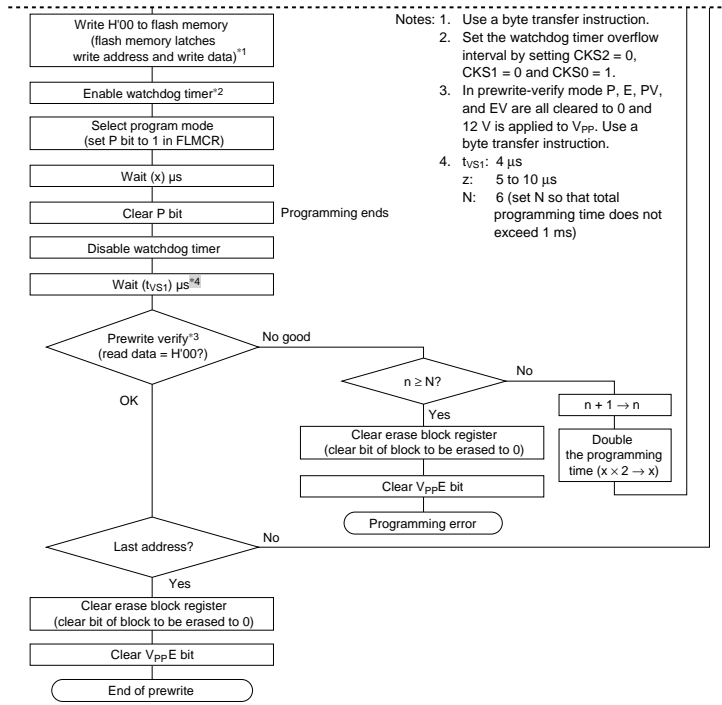 Write H'00 to flash memory
(flash memory latches
write address and write data)*1
Enable watchdog timer*2
Select program mode
(set P bit to 1 in FLMCR)
Wait (x) μs
Clear P bit
Programming ends
Disable watchdog timer
Wait (tVS1) μs*4
Prewrite verify*3
(read data = H'00?)
No good
OK
n ≥ N?
No
Yes
n + 1 → n
Double
the programming
time (x × 2 → x)
Clear erase block register
(clear bit of block to be erased to 0)
Clear VPPE bit
Programming error
Last address?
No
Yes
Clear erase block register
(clear bit of block to be erased to 0)
Clear VPPE bit
End of prewrite
Notes: 1. Use a byte transfer instruction.
2. Set the watchdog timer overflow
interval by setting CKS2 = 0,
CKS1 = 0 and CKS0 = 1.
3. In prewrite-verify mode P, E, PV,
and EV are all cleared to 0 and
12 V is applied to VPP. Use a
byte transfer instruction.
4. tVS1: 4 μs
z: 5 to 10 μs
N: 6 (set N so that total
programming time does not
exceed 1 ms)